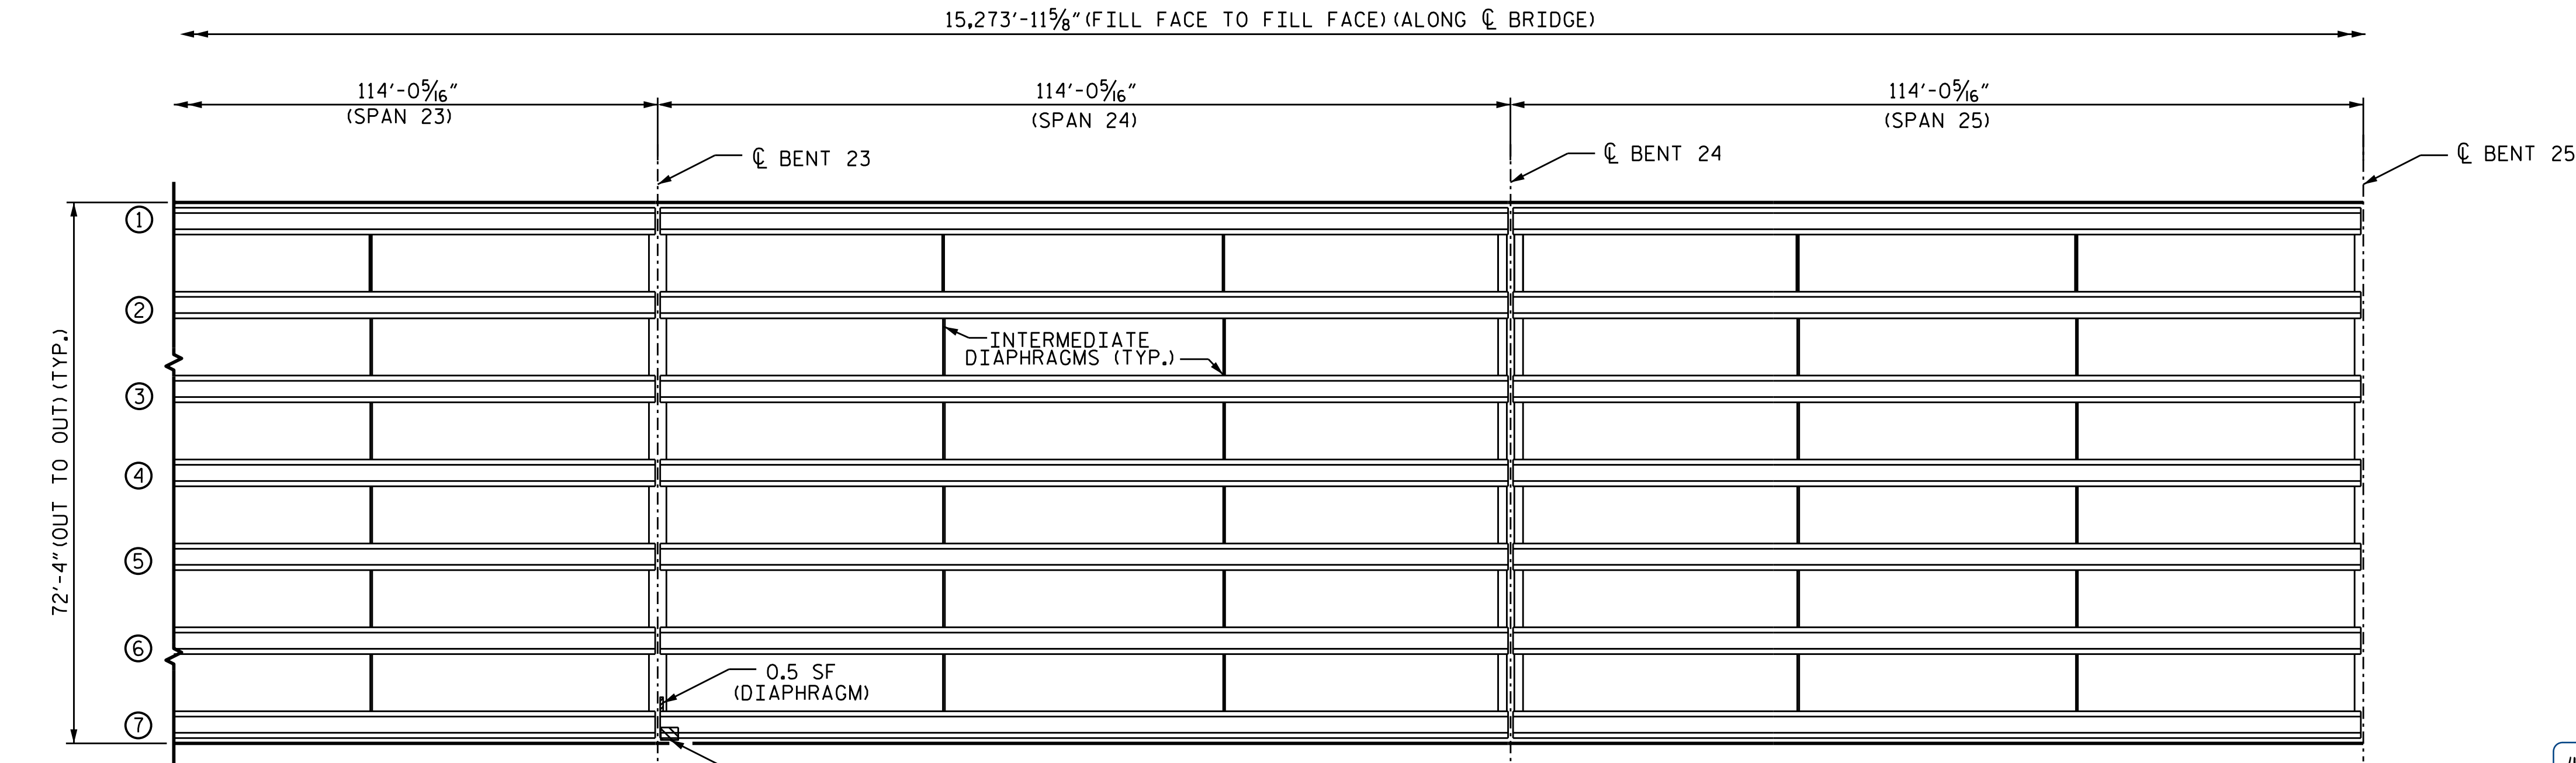 15,273'-11⅝" (FILL FACE TO FILL FACE) (ALONG ℄ BRIDGE)
114'-0⁵⁄₁₆"
(SPAN 23)
114'-0⁵⁄₁₆"
(SPAN 24)
114'-0⁵⁄₁₆"
(SPAN 25)
℄ BENT 23
℄ BENT 24
℄ BENT 25
72'-4" (OUT TO OUT) (TYP.)
1
2
INTERMEDIATE
DIAPHRAGMS (TYP.)
3
4
5
6
0.5 SF
(DIAPHRAGM)
7